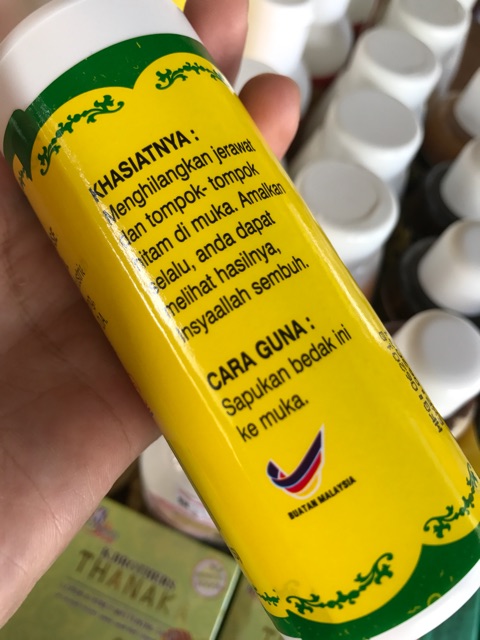 KHASIATNYA :
Menghilangkan jerawat
dan tompok- tompok
hitam di muka. Amalkan
selalu, anda dapat
melihat hasilnya,
Insyaallah sembuh.
CARA GUNA :
Sapukan bedak ini
ke muka.
BUATAN MALAYSIA
THANAK